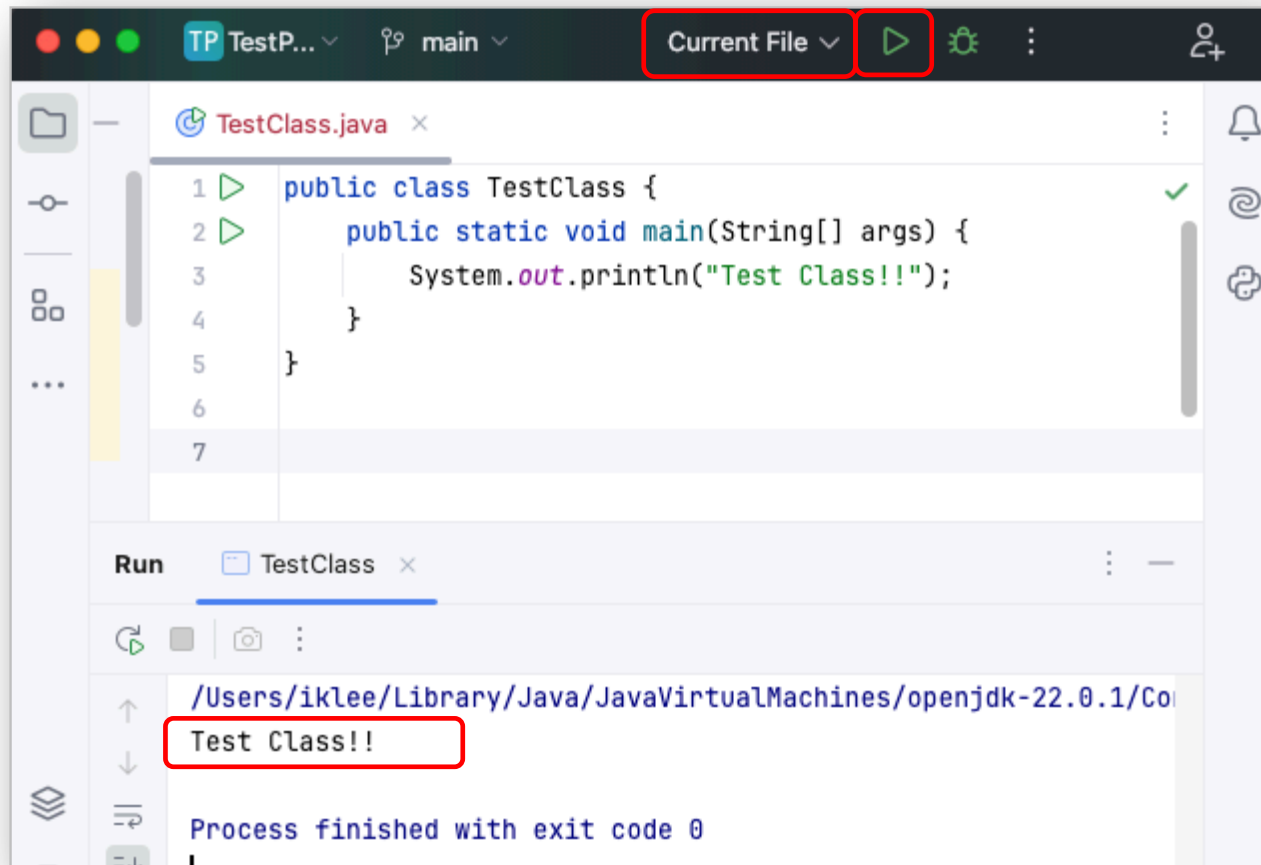 TP TestP... main Current File
TestClass.java
1 public class TestClass {
2 public static void main(String[] args) {
3 System.out.println("Test Class!!");
4 }
5 }
6
7
Run TestClass
/Users/iklee/Library/Java/JavaVirtualMachines/openjdk-22.0.1/Co
Test Class!!
Process finished with exit code 0